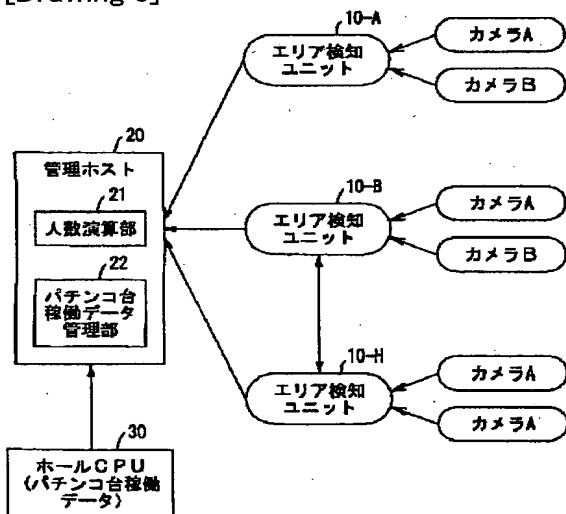 10-A
エリア検知
ユニット
カメラA
カメラB
20
管理ホスト
21
人数演算部
22
パチンコ台
稼働データ
管理部
10-B
エリア検知
ユニット
カメラA
カメラB
10-H
エリア検知
ユニット
カメラA
カメラA
30
ホールCPU
(パチンコ台稼働
データ)